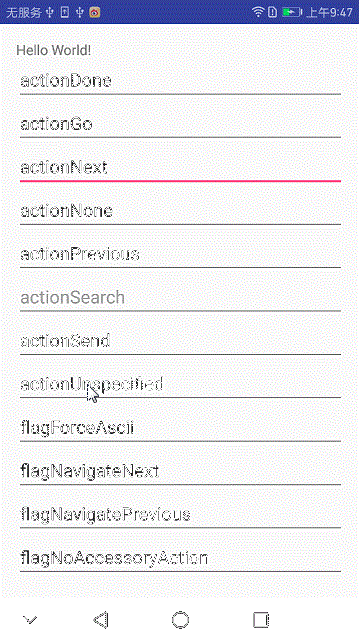 无服务 上午9:47
Hello World!
actionDone
actionGo
actionNext
actionNone
actionPrevious
actionSearch
actionSend
actionUnspecified
flagForceAscii
flagNavigateNext
flagNavigatePrevious
flagNoAccessoryAction